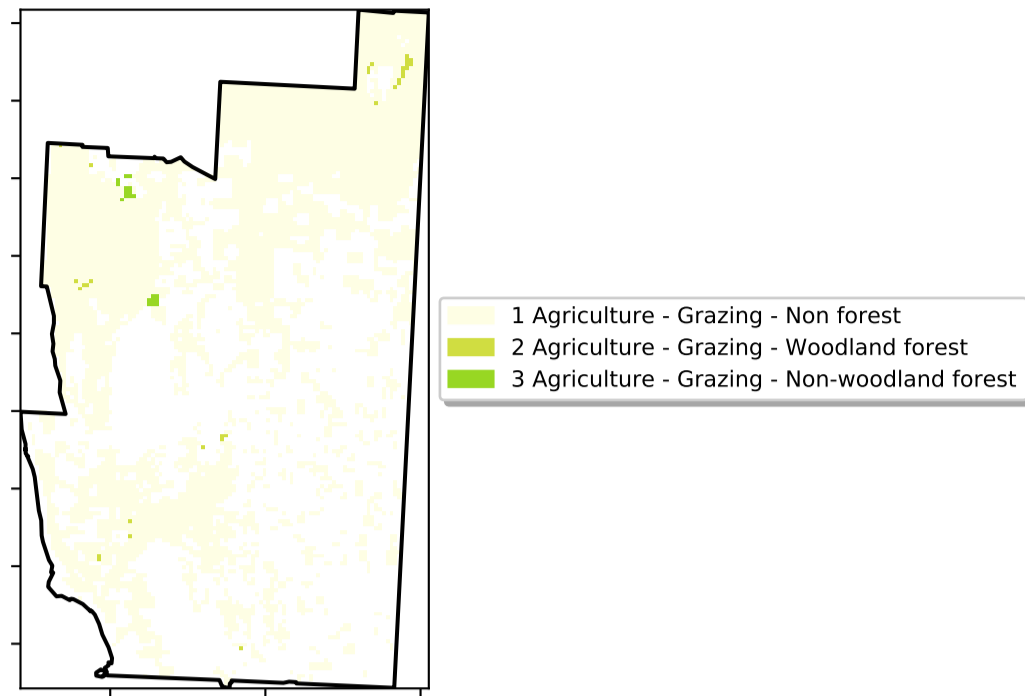 1 Agriculture - Grazing - Non forest
2 Agriculture - Grazing - Woodland forest
3 Agriculture - Grazing - Non-woodland forest